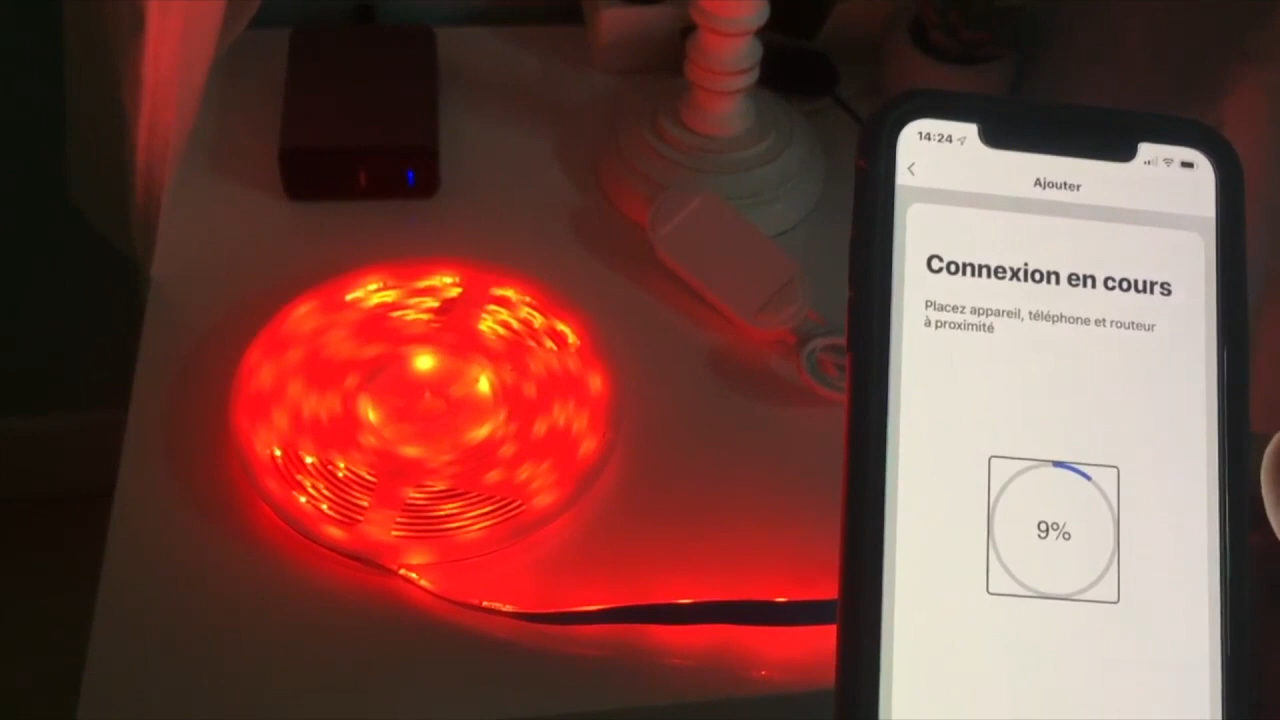 14:24
Ajouter
Connexion en cours
Placez appareil, téléphone et routeur
à proximité
9%